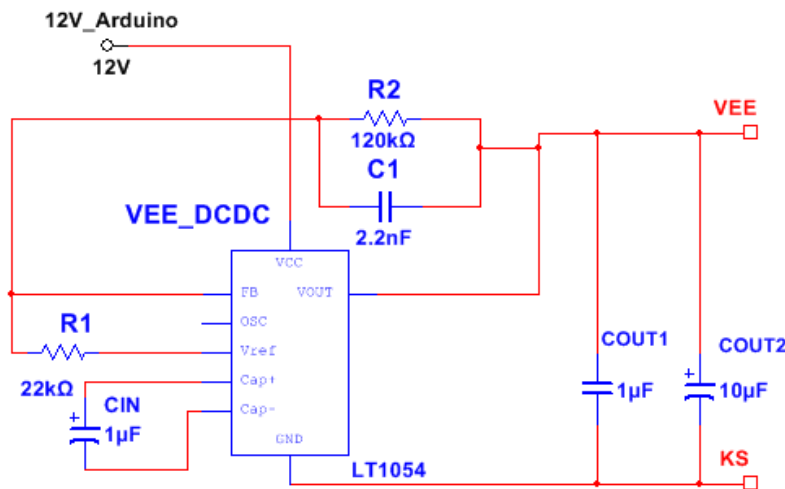 12V_Arduino
12V
R2
120kΩ
VEE
C1
2.2nF
VEE_DCDC
VCC
FB
VOUT
OSC
R1
Vref
22kΩ
Cap+
CIN
+
1µF
Cap-
GND
LT1054
COUT1
1µF
COUT2
+
10µF
KS